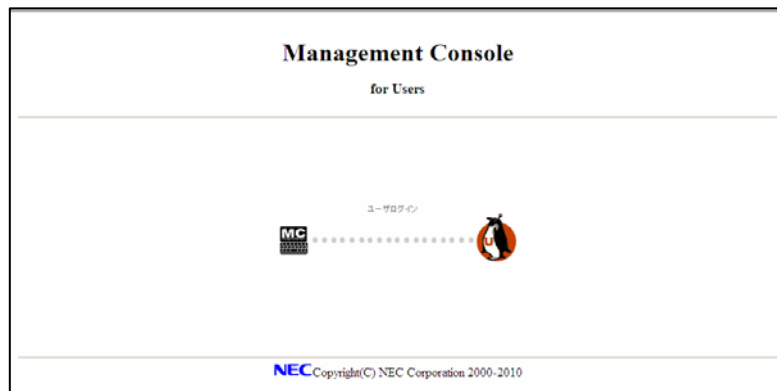 Management Console
for Users
ユーザログイン
MC
U
NEC Copyright(C) NEC Corporation 2000-2010